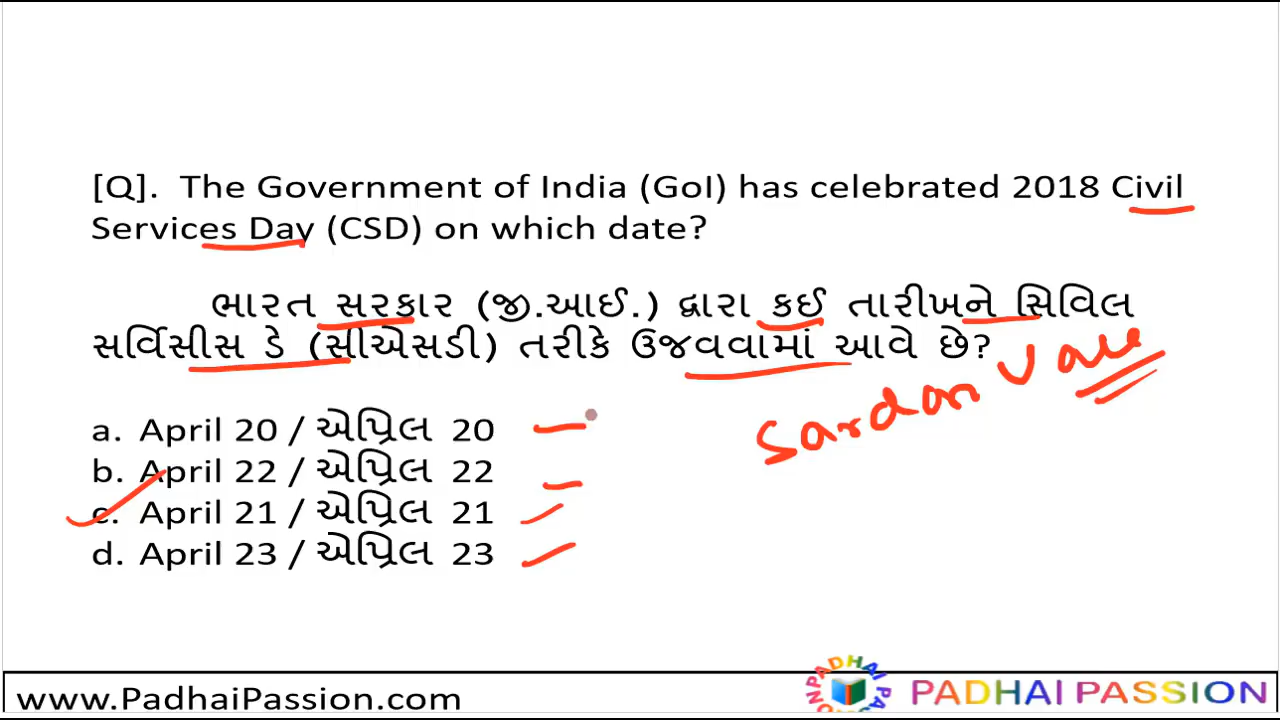 [Q]. The Government of India (GoI) has celebrated 2018 Civil
Services Day (CSD) on which date?
ભારત સરકાર (જી.આઈ.) દ્વારા કઈ તારીખને સિવિલ
સર્વિસીસ ડે (સીએસડી) તરીકે ઉજવવામાં આવે છે?
a. April 20 / એપ્રિલ 20
b. April 22 / એપ્રિલ 22
c. April 21 / એપ્રિલ 21
d. April 23 / એપ્રિલ 23
Sardar
www.PadhaiPassion.com
PADHAI PASSION